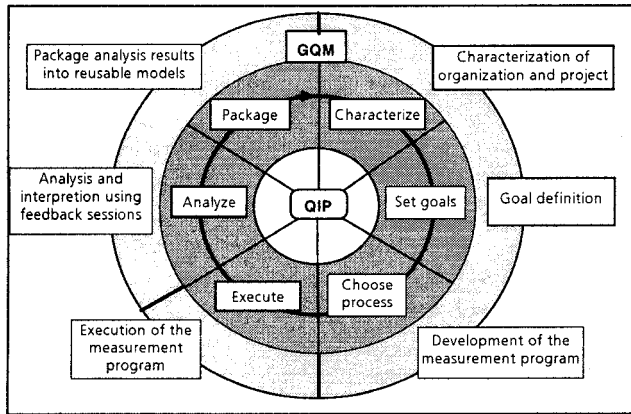 GQM
Package analysis results
into reusable models
Characterization of
organization and project
Package
Characterize
Analysis and
interpretion using
feedback sessions
Analyze
QIP
Set goals
Goal definition
Execute
Choose
process
Execution of the
measurement
program
Development of the
measurement program